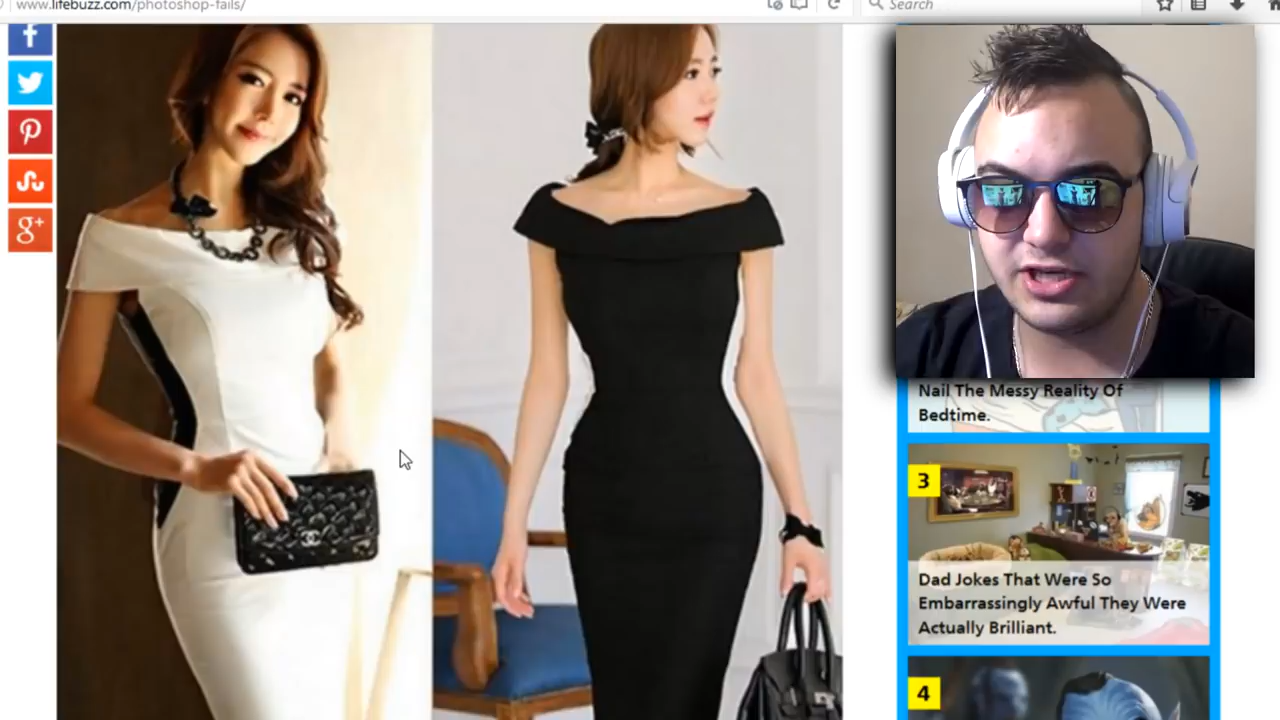 www.lifebuzz.com/photoshop-fails/
Search
f
p
g+
Nail The Messy Reality Of
Bedtime.
3
Dad Jokes That Were So
Embarrassingly Awful They Were
Actually Brilliant.
4